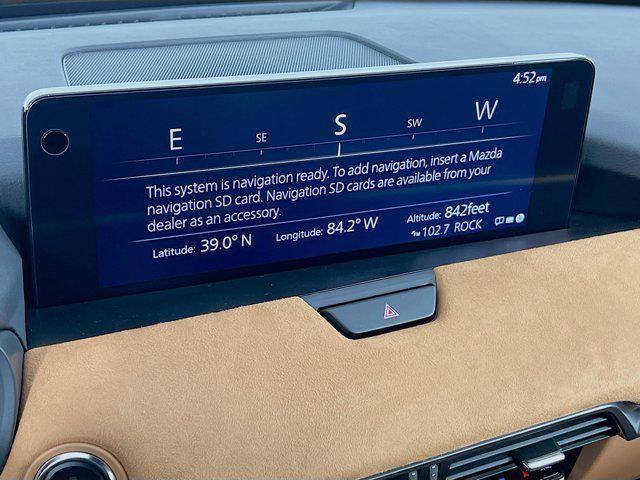 4:52pm
E SE S SW W
This system is navigation ready. To add navigation, insert a Mazda
navigation SD card. Navigation SD cards are available from your
dealer as an accessory.
Latitude: 39.0° N Longitude: 84.2° W Altitude: 842feet
FM 102.7 ROCK